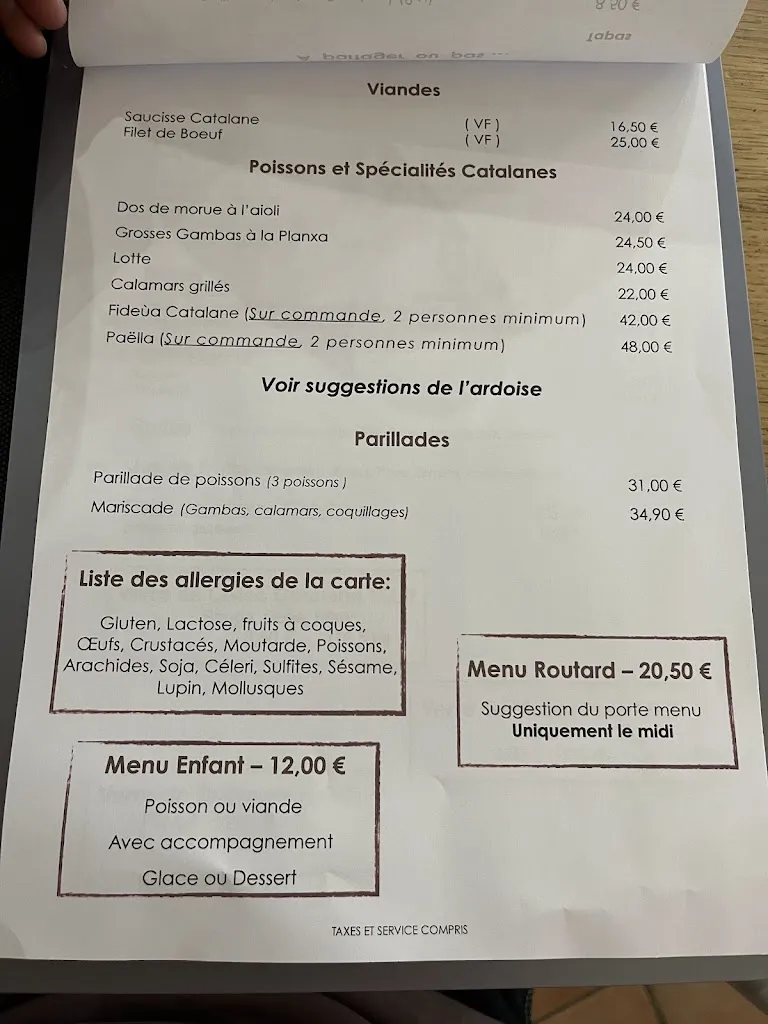 8,50 €
Tapas
A partager ou pas ...
Viandes
Saucisse Catalane ( VF ) 16,50 €
Filet de Boeuf ( VF ) 25,00 €
Poissons et Spécialités Catalanes
Dos de morue à l'aioli 24,00 €
Grosses Gambas à la Planxa 24,50 €
Lotte 24,00 €
Calamars grillés 22,00 €
Fideùa Catalane (Sur commande, 2 personnes minimum) 42,00 €
Paëlla (Sur commande, 2 personnes minimum) 48,00 €
Voir suggestions de l'ardoise
Parillades
Parillade de poissons (3 poissons ) 31,00 €
Mariscade (Gambas, calamars, coquillages) 34,90 €
Liste des allergies de la carte:
Gluten, Lactose, fruits à coques,
Œufs, Crustacés, Moutarde, Poissons,
Arachides, Soja, Céleri, Sulfites, Sésame,
Lupin, Mollusques
Menu Routard – 20,50 €
Suggestion du porte menu
Uniquement le midi
Menu Enfant – 12,00 €
Poisson ou viande
Avec accompagnement
Glace ou Dessert
TAXES ET SERVICE COMPRIS